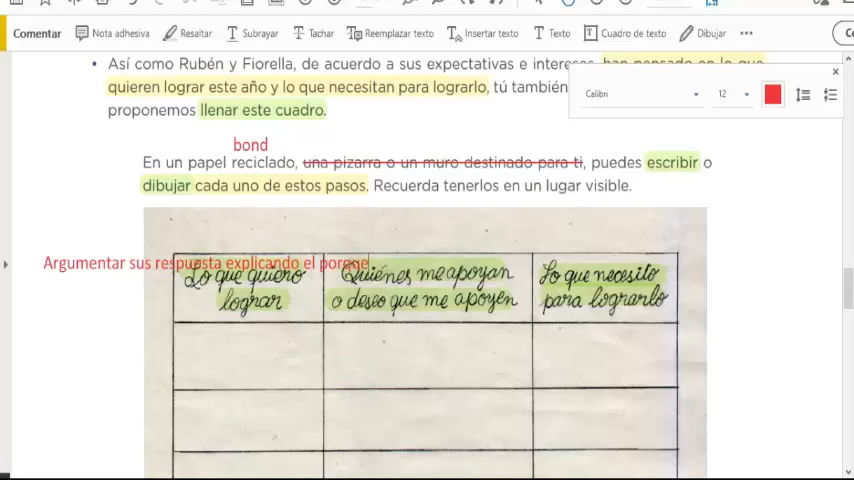 Comentar Nota adhesiva Resaltar Subrayar Tachar Reemplazar texto Insertar texto Texto Cuadro de texto Dibujar
Calibri 12
• Así como Rubén y Fiorella, de acuerdo a sus expectativas e intereses, han pensado en lo que
quieren lograr este año y lo que necesitan para lograrlo, tú también
proponemos llenar este cuadro.
bond
En un papel reciclado, una pizarra o un muro destinado para ti, puedes escribir o
dibujar cada uno de estos pasos. Recuerda tenerlos en un lugar visible.
Argumentar sus respuesta explicando el porque
Lo que quiero
lograr
Quiénes me apoyan
o deseo que me apoyen
Lo que necesito
para lograrlo